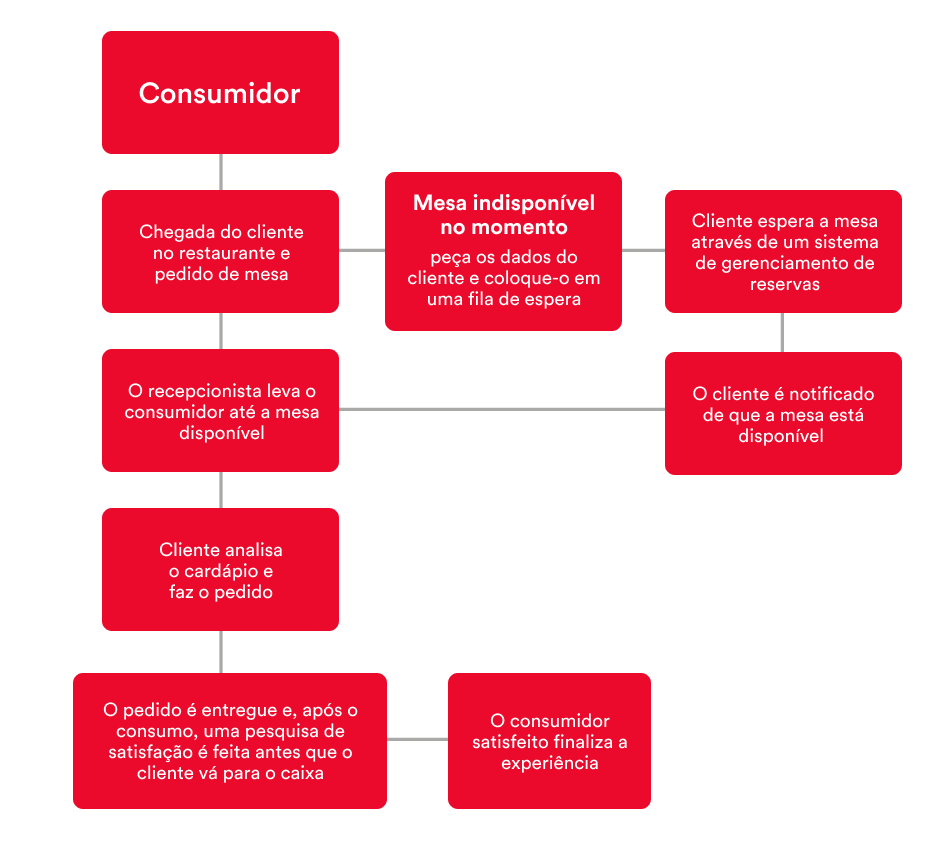 Consumidor
Chegada do cliente
no restaurante e
pedido de mesa
Mesa indisponível
no momento
peça os dados do
cliente e coloque-o em
uma fila de espera
Cliente espera a mesa
através de um sistema
de gerenciamento de
reservas
O recepcionista leva o
consumidor até a mesa
disponível
O cliente é notificado
de que a mesa está
disponível
Cliente analisa
o cardápio e
faz o pedido
O pedido é entregue e, após o
consumo, uma pesquisa de
satisfação é feita antes que o
cliente vá para o caixa
O consumidor
satisfeito finaliza a
experiência